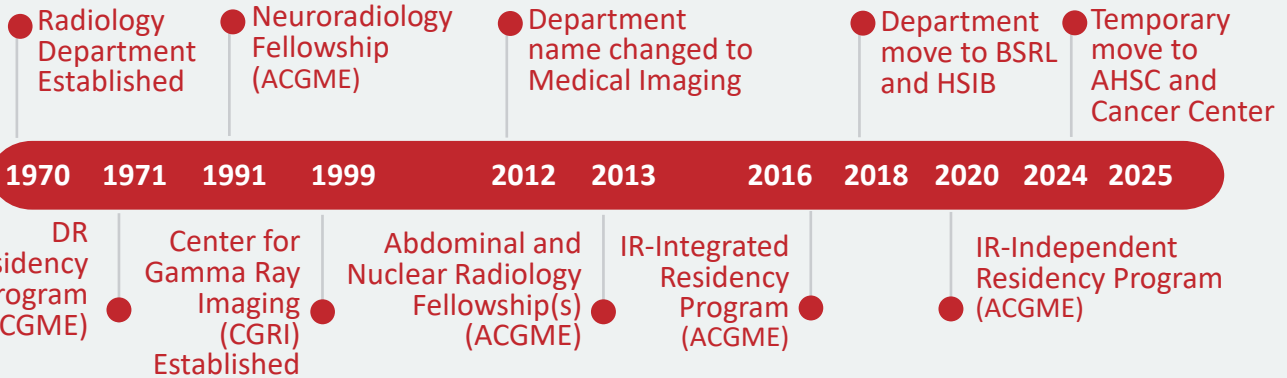 Radiology
Department
Established
Neuroradiology
Fellowship
(ACGME)
Department
name changed to
Medical Imaging
Department
move to BSRL
and HSIB
Temporary
move to
AHSC and
Cancer Center
1970 1971 1991 1999 2012 2013 2016 2018 2020 2024 2025
DR
sidency
rogram
CGME)
Center for
Gamma Ray
Imaging
(CGRI)
Established
Abdominal and
Nuclear Radiology
Fellowship(s)
(ACGME)
IR-Integrated
Residency
Program
(ACGME)
IR-Independent
Residency Program
(ACGME)